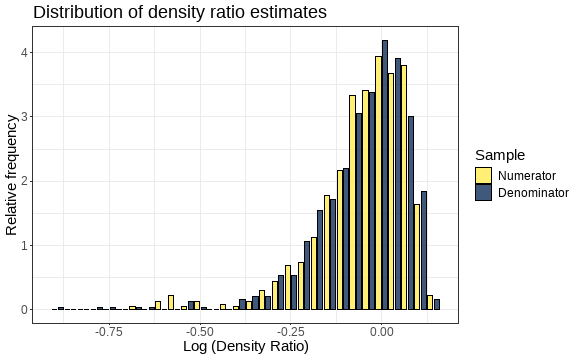 Distribution of density ratio estimates
Relative frequency
4
3
2
1
0
-0.75 -0.50 -0.25 0.00
Log (Density Ratio)
Sample
Numerator
Denominator